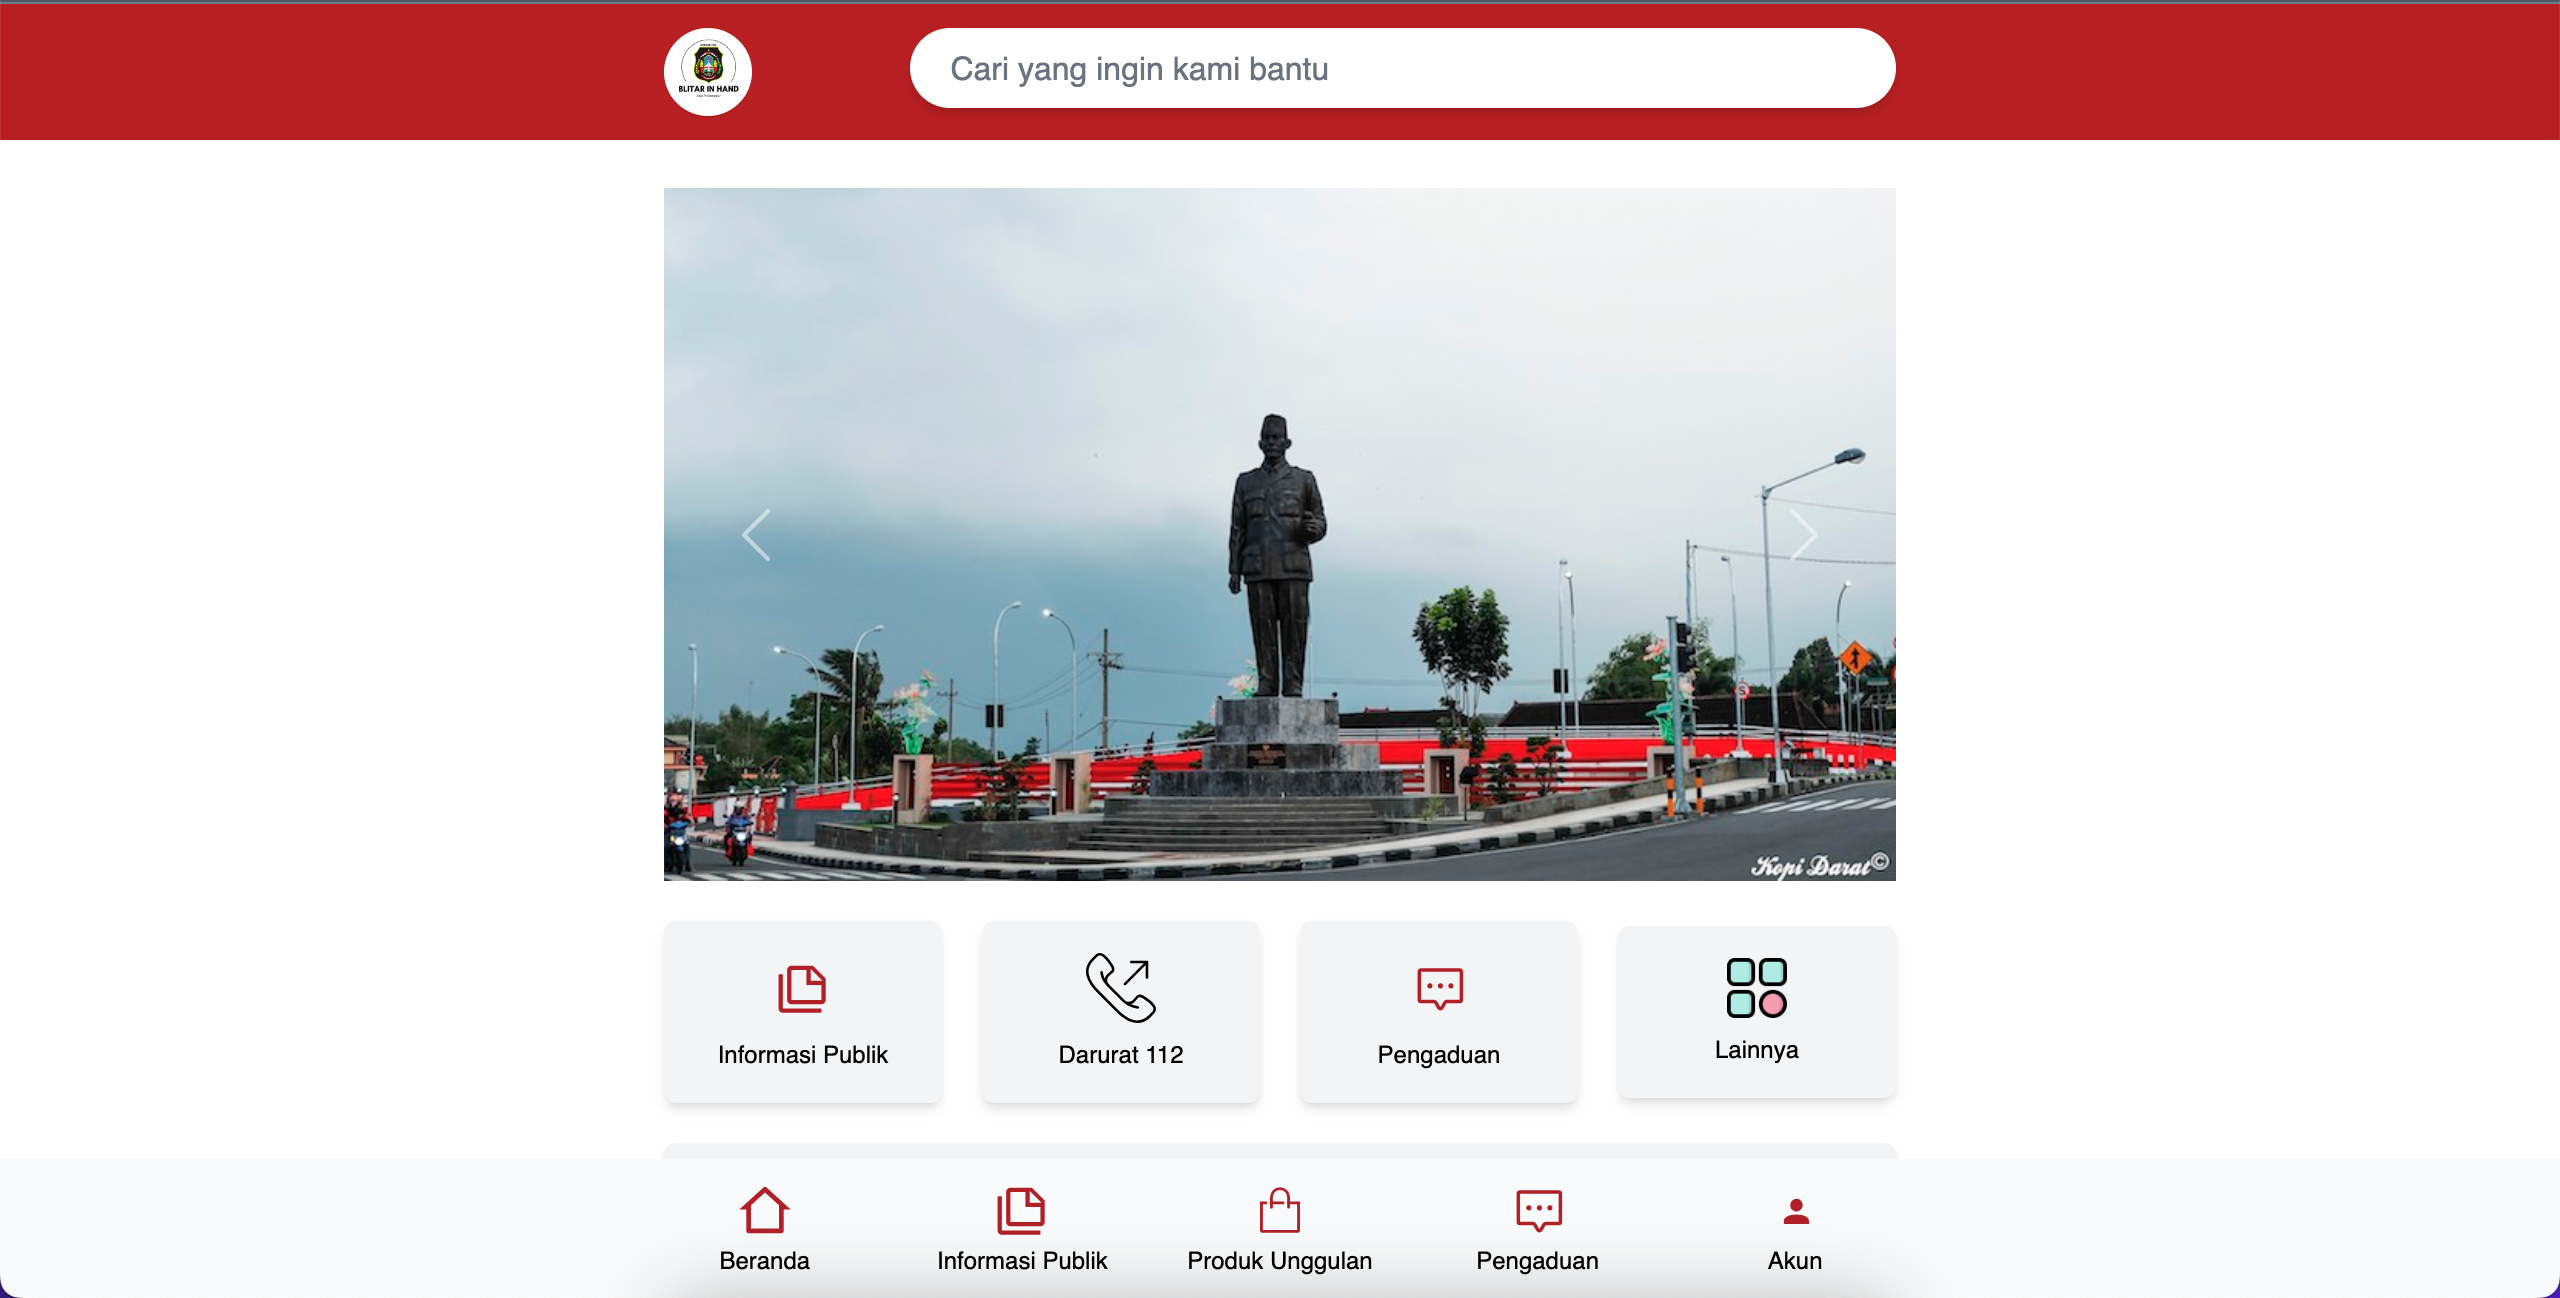 BLITAR IN HAND
Cari yang ingin kami bantu
Kopi Darat©
Informasi Publik
Darurat 112
Pengaduan
Lainnya
Beranda
Informasi Publik
Produk Unggulan
Pengaduan
Akun